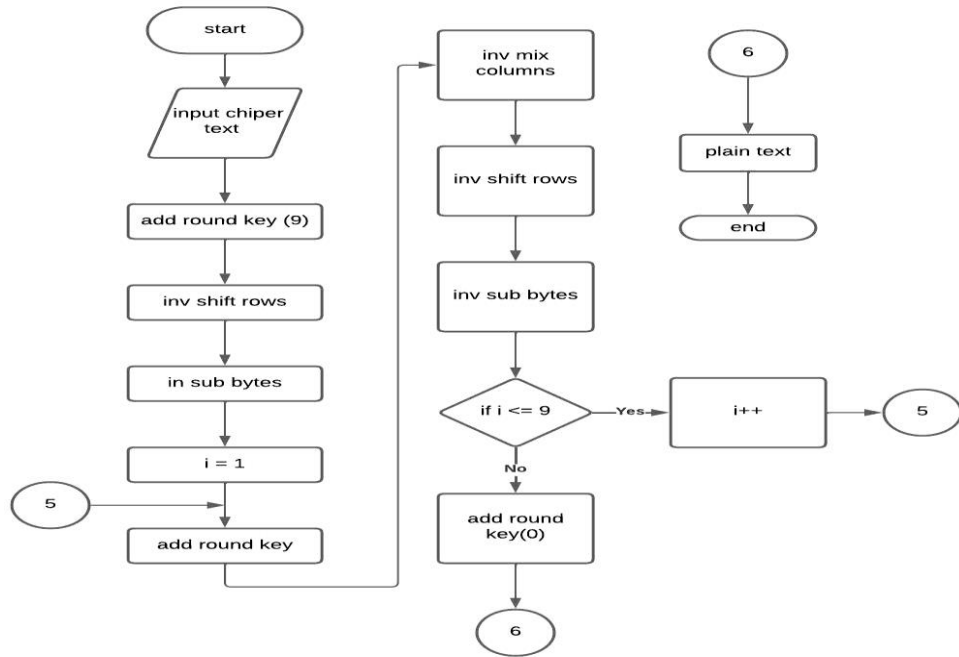 start
input chiper
text
add round key (9)
inv shift rows
in sub bytes
i = 1
5
add round key
inv mix
columns
inv shift rows
inv sub bytes
if i <= 9
Yes
i++
5
No
add round
key(0)
6
6
plain text
end